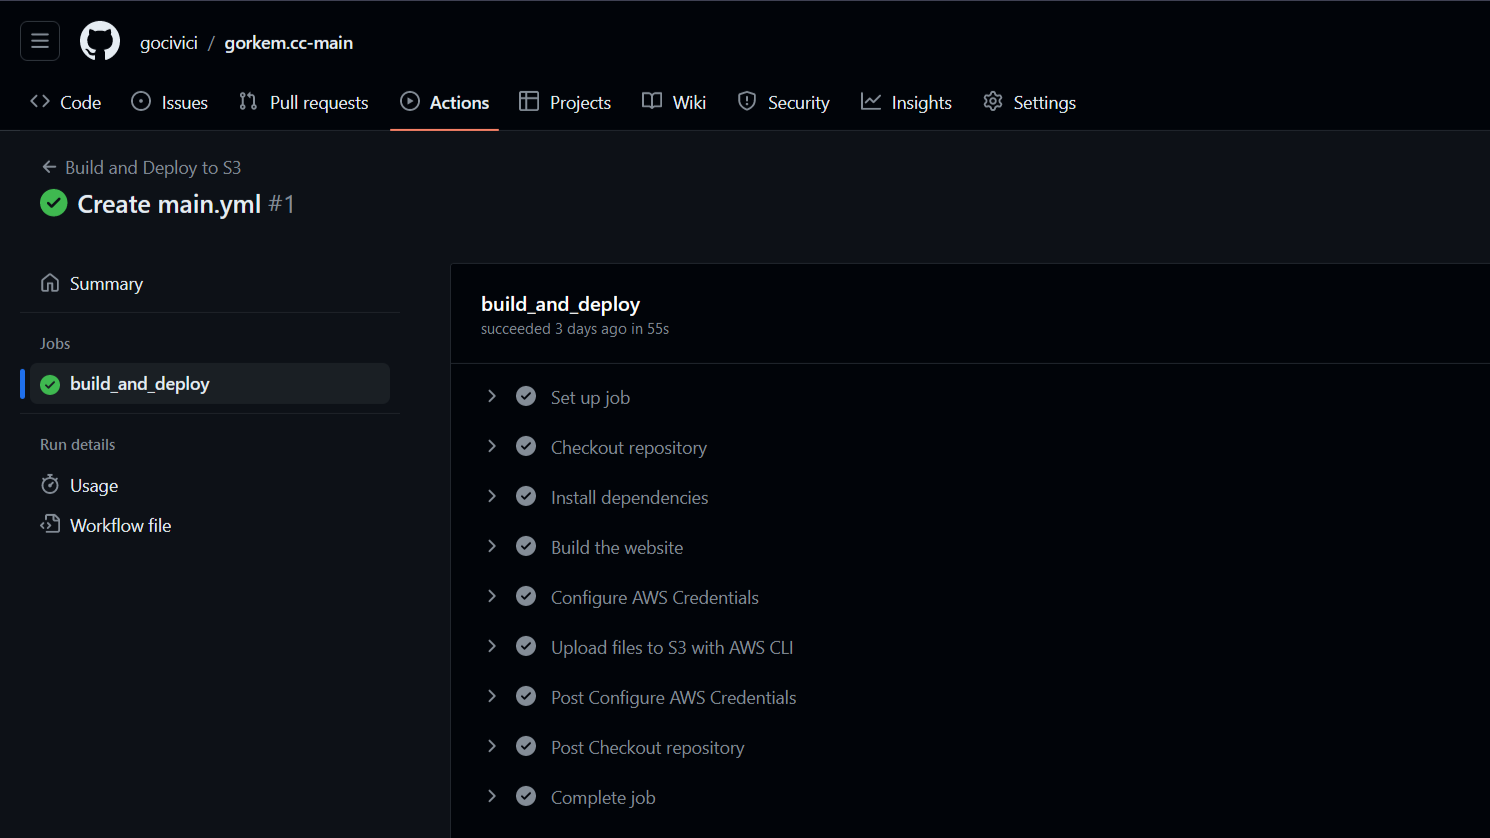 gocivici / gorkem.cc-main
Code Issues Pull requests Actions Projects Wiki Security Insights Settings
Build and Deploy to S3
Create main.yml #1
Summary
Jobs
build_and_deploy
Run details
Usage
Workflow file
build_and_deploy
succeeded 3 days ago in 55s
Set up job
Checkout repository
Install dependencies
Build the website
Configure AWS Credentials
Upload files to S3 with AWS CLI
Post Configure AWS Credentials
Post Checkout repository
Complete job